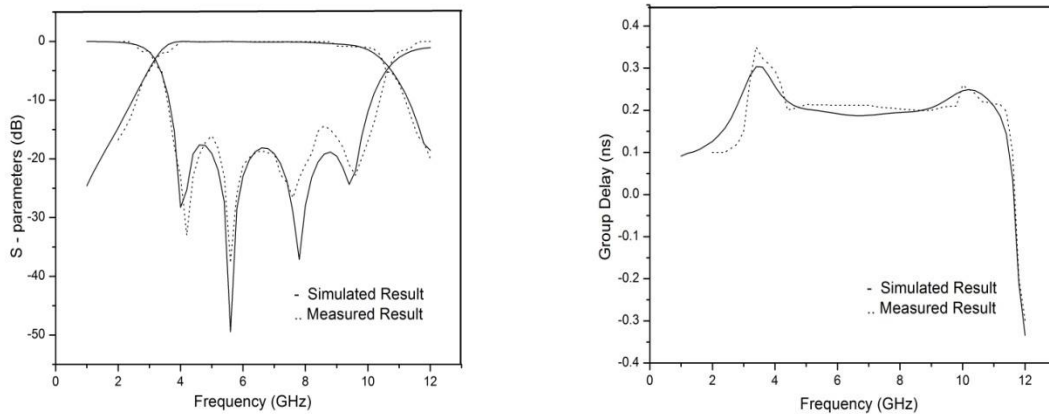 0
-10
-20
-30
-40
-50
S - parameters (dB)
- Simulated Result
.. Measured Result
0 2 4 6 8 10 12
Frequency (GHz)
0.4
0.3
0.2
0.1
0.0
-0.1
-0.2
-0.3
-0.4
Group Delay (ns)
- Simulated Result
.. Measured Result
0 2 4 6 8 10 12
Frequency (GHz)